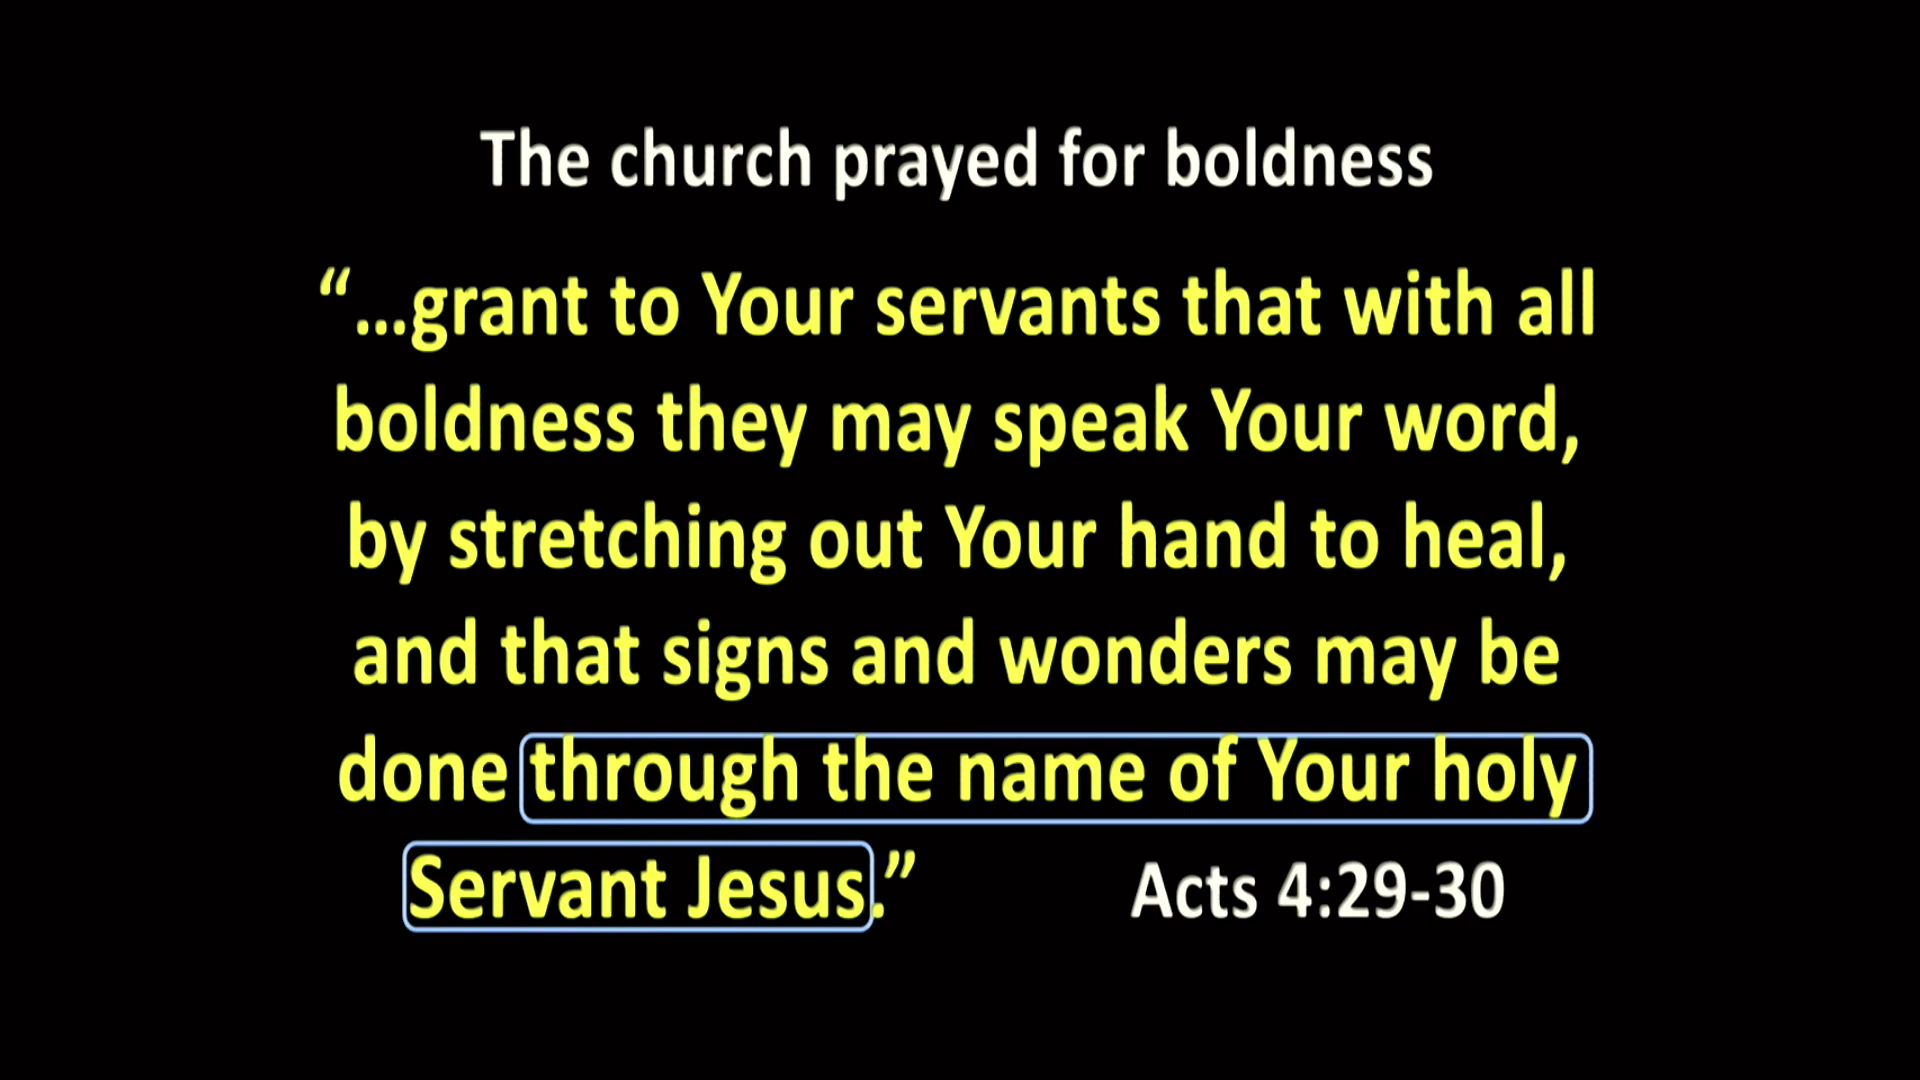 The church prayed for boldness
“...grant to Your servants that with all
boldness they may speak Your word,
by stretching out Your hand to heal,
and that signs and wonders may be
done through the name of Your holy
Servant Jesus.” Acts 4:29-30